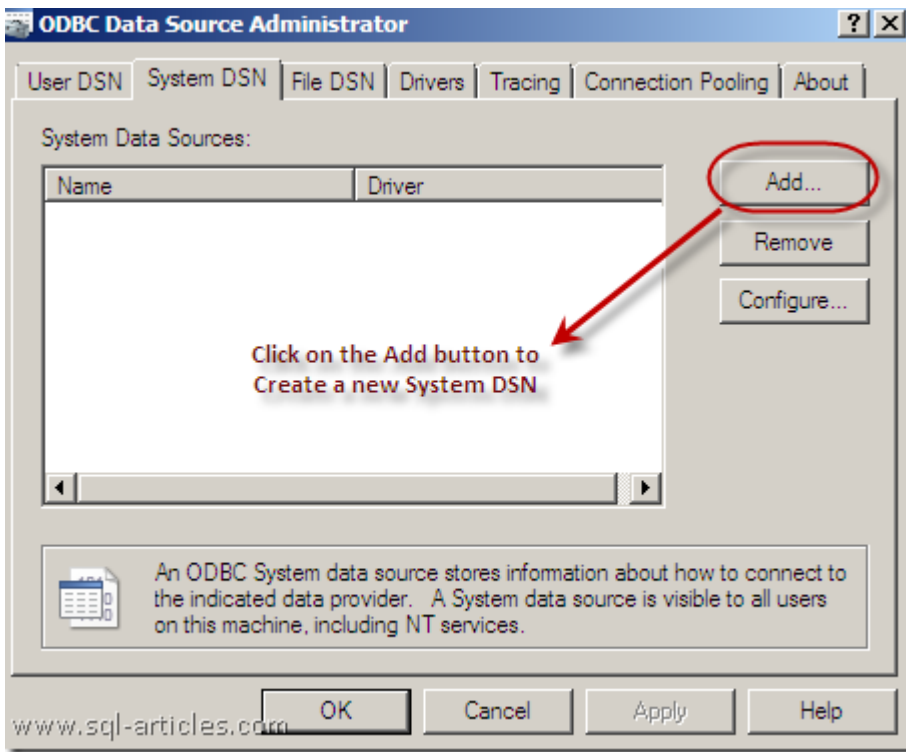 ODBC Data Source Administrator
User DSN System DSN File DSN Drivers Tracing Connection Pooling About
System Data Sources:
Name Driver
Add...
Remove
Configure...
Click on the Add button to
Create a new System DSN
An ODBC System data source stores information about how to connect to
the indicated data provider. A System data source is visible to all users
on this machine, including NT services.
OK Cancel Apply Help
www.sql-articles.com